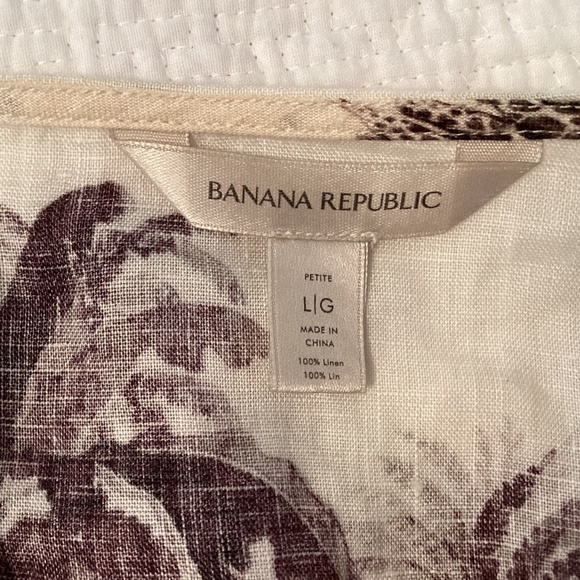 BANANA REPUBLIC
PETITE
L|G
MADE IN
CHINA
100% Linen
100% Lin